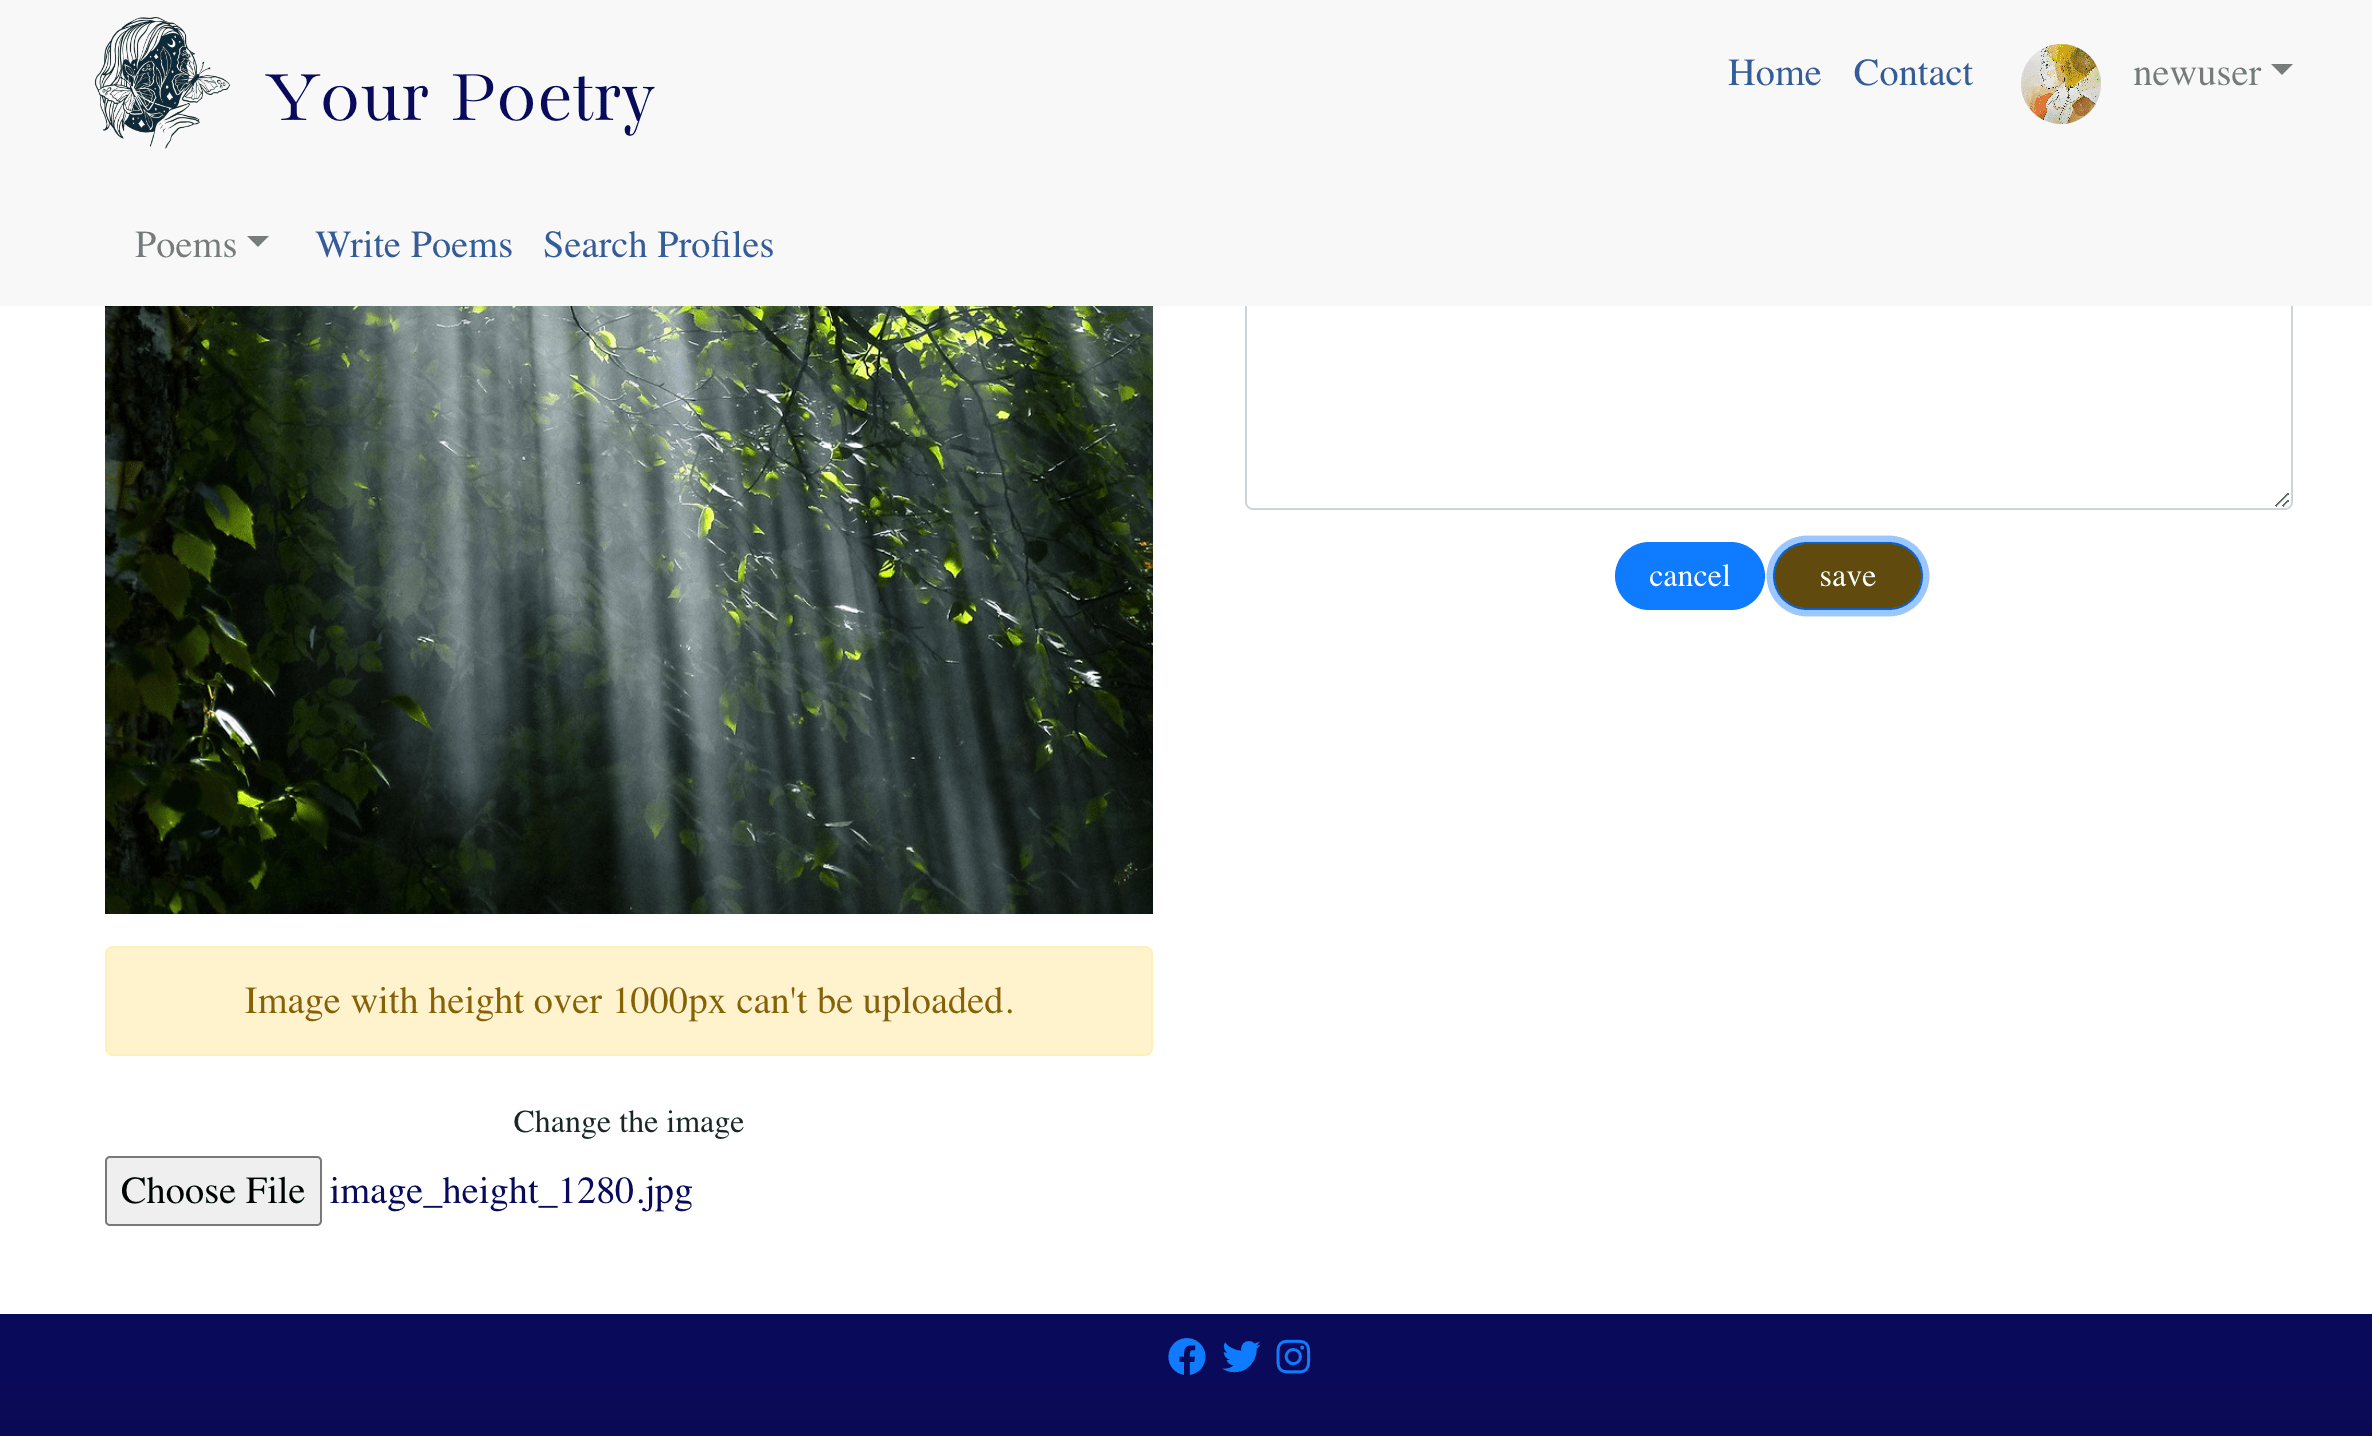 Your Poetry
Home Contact newuser
Poems Write Poems Search Profiles
cancel save
Image with height over 1000px can't be uploaded.
Change the image
Choose File image_height_1280.jpg